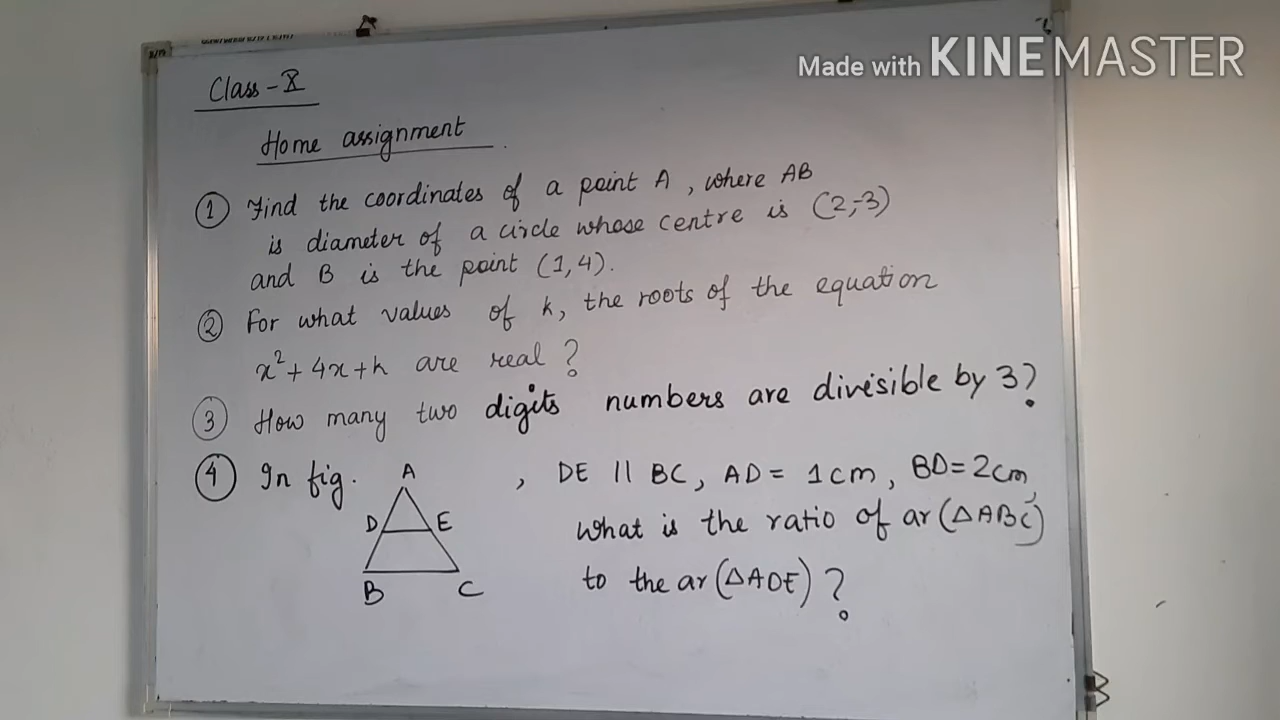 Made with KINEMASTER
Class - X
Home assignment
① Find the coordinates of a point A, where AB
is diameter of a circle whose centre is (2,-3)
and B is the point (1,4).
② For what values of k, the roots of the equation
x² + 4x + k are real ?
③ How many two digits numbers are divisible by 3?
④ In fig. , DE || BC, AD = 1cm, BD = 2cm,
A
D E
B C
What is the ratio of ar (△ABC)
to the ar (△ADE) ?